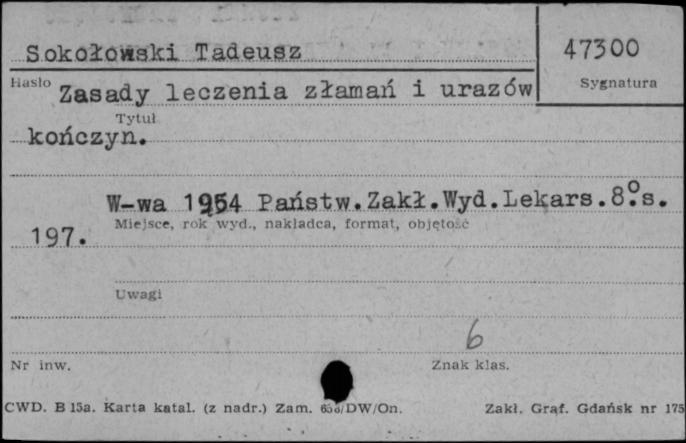 Sokołowski Tadeusz
47300
Hasło
Sygnatura
Zasady leczenia złamań i urazów
Tytuł
kończyn.
W-wa 1954 Państw.Zakł.Wyd.Lekars.8°.s.
Miejsce, rok wyd., nakładca, format, objętość
197.
Uwagi
6
Nr inw.
Znak klas.
CWD. B 15a. Karta katal. (z nadr.) Zam. /DW/On.
Zakł. Graf. Gdańsk nr 175